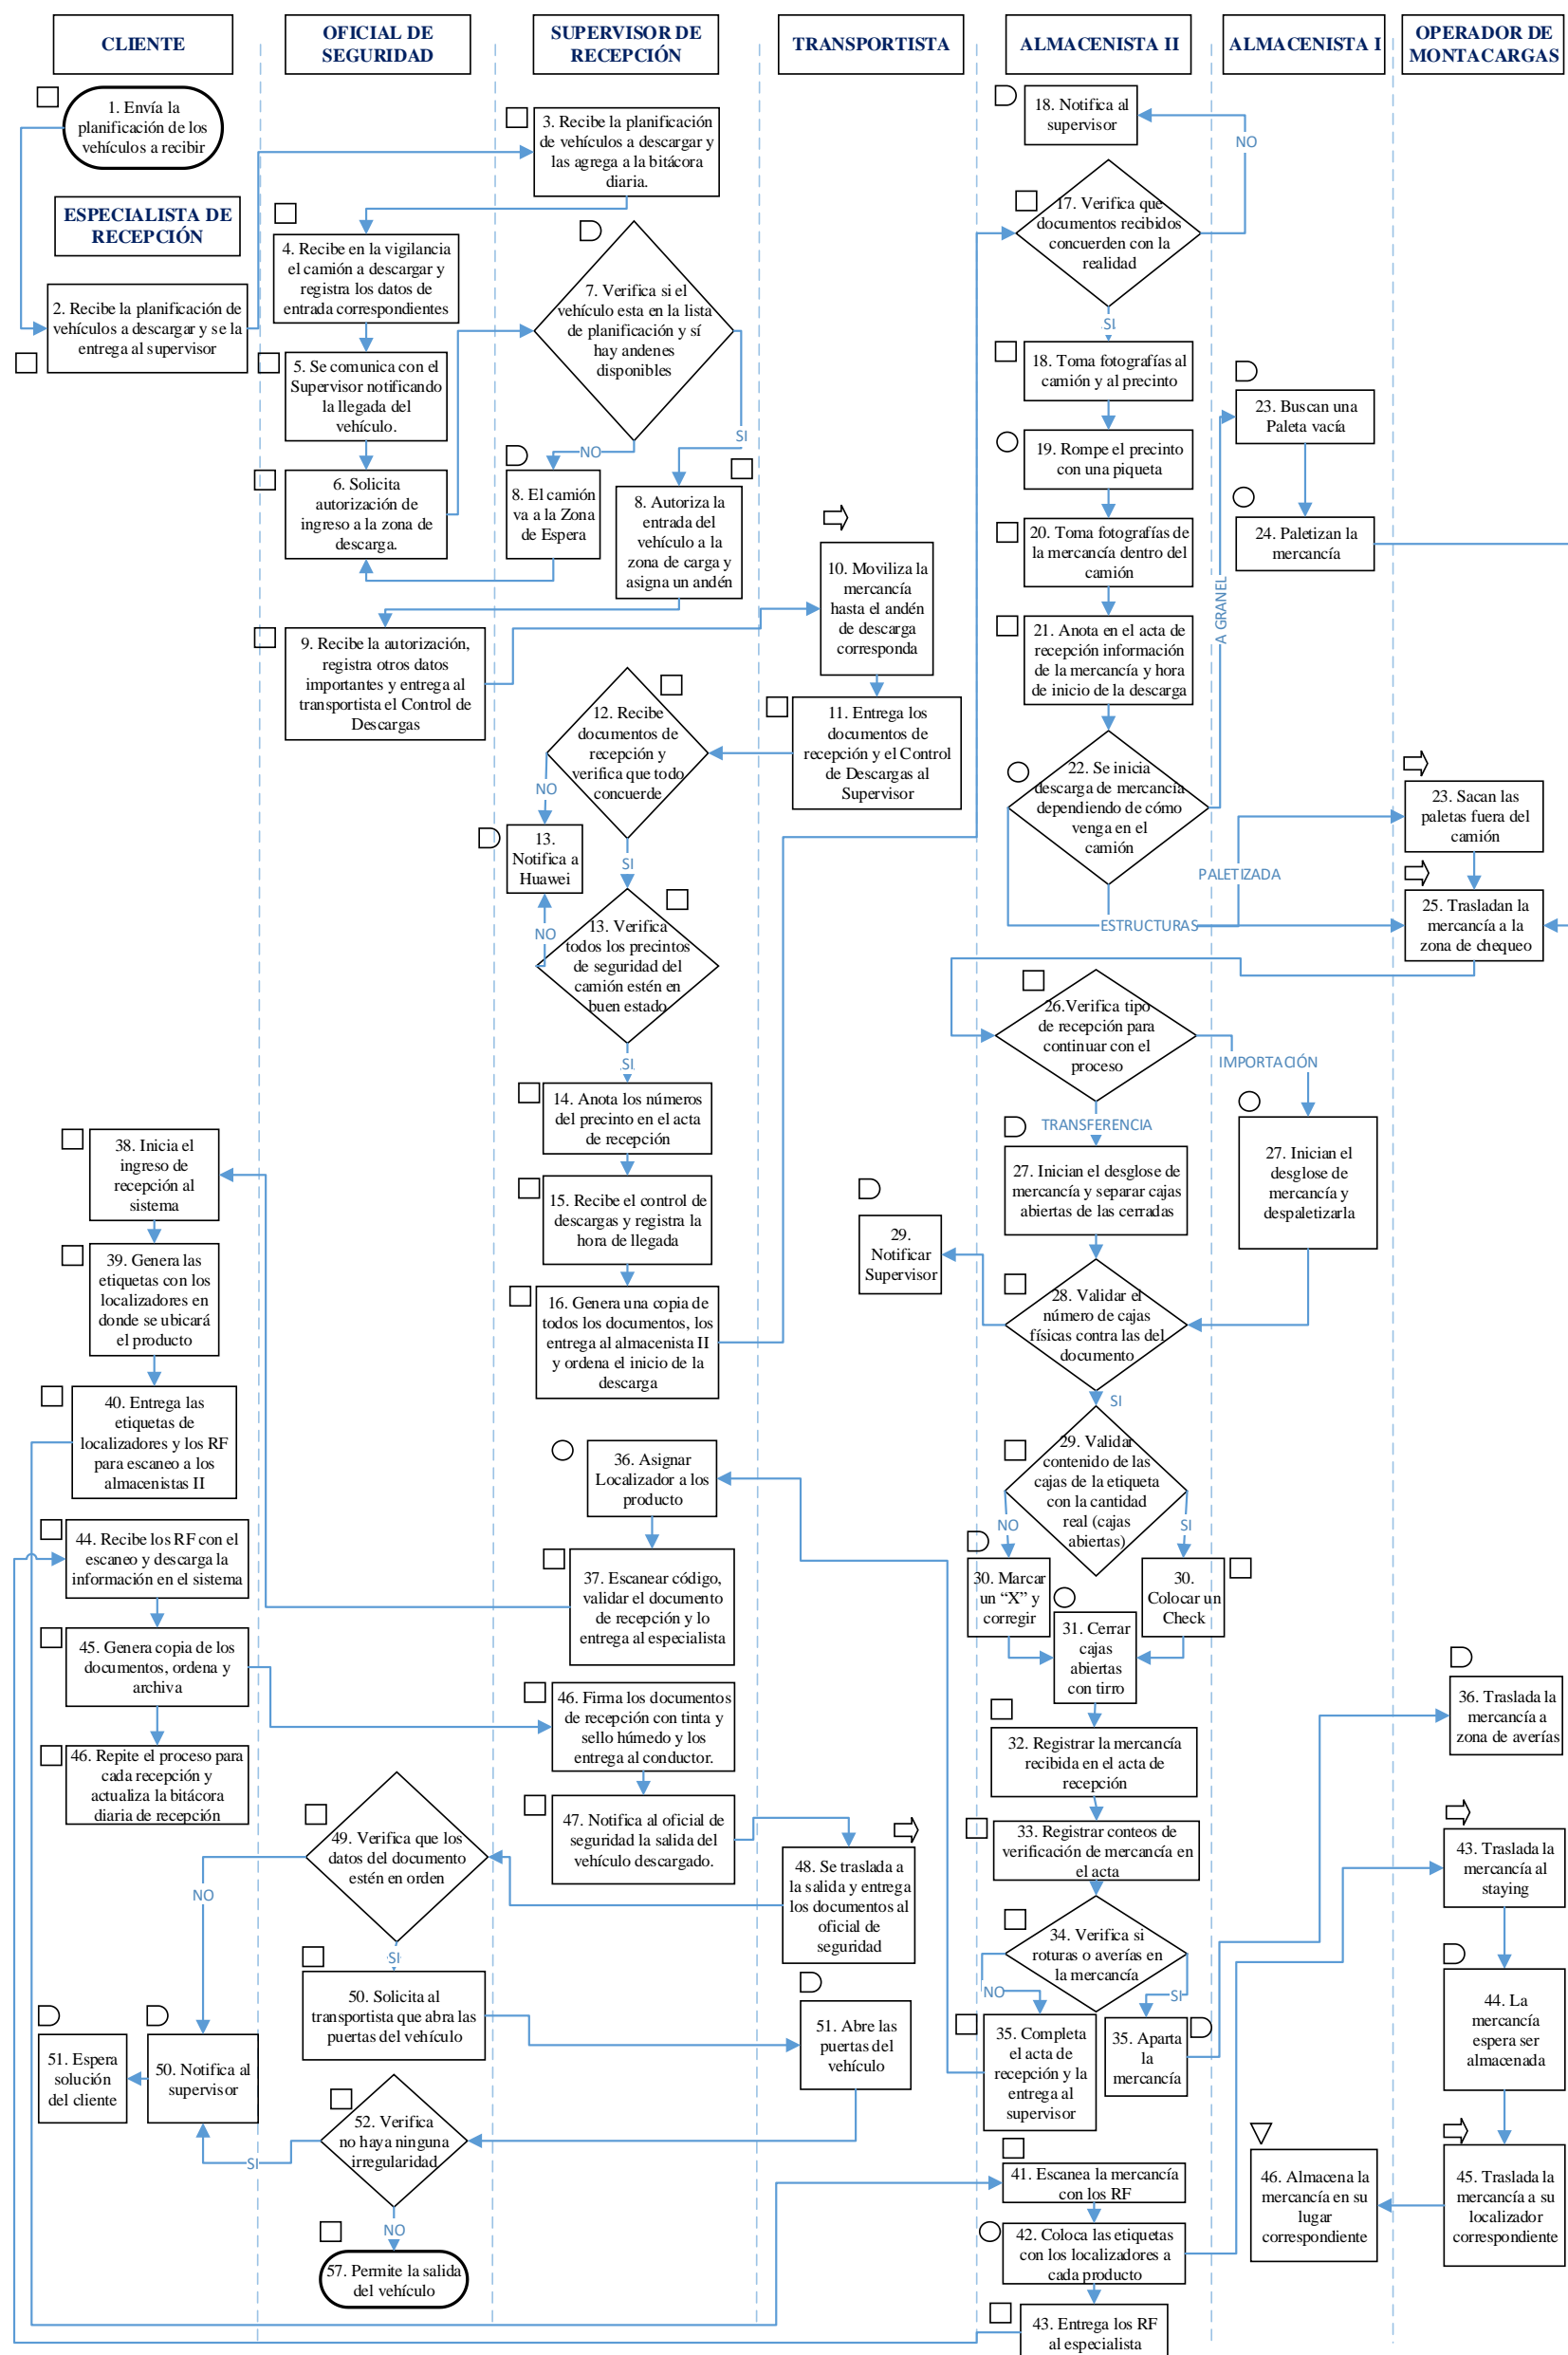 CLIENTE
OFICIAL DE
SEGURIDAD
SUPERVISOR DE
RECEPCIÓN
TRANSPORTISTA
ALMACENISTA II
ALMACENISTA I
OPERADOR DE
MONTACARGAS
1. Envía la
planificación de los
vehículos a recibir
ESPECIALISTA DE
RECEPCIÓN
2. Recibe la planificación de
vehículos a descargar y se la
entrega al supervisor
3. Recibe la planificación
de vehículos a descargar y
las agrega a la bitácora
diaria.
4. Recibe en la vigilancia
el camión a descargar y
registra los datos de
entrada correspondientes
5. Se comunica con el
Supervisor notificando
la llegada del
vehículo.
6. Solicita
autorización de
ingreso a la zona de
descarga.
7. Verifica si el
vehículo esta en la lista
de planificación y sí
hay andenes
disponibles
NO
SI
8. El camión
va a la Zona
de Espera
8. Autoriza la
entrada del
vehículo a la
zona de carga y
asigna un andén
9. Recibe la autorización,
registra otros datos
importantes y entrega al
transportista el Control de
Descargas
10. Moviliza la
mercancía
hasta el andén
de descarga
corresponda
11. Entrega los
documentos de
recepción y el Control
de Descargas al
Supervisor
12. Recibe
documentos de
recepción y
verifica que todo
concuerde
NO
SI
13.
Notifica a
Huawei
NO
13. Verifica
todos los precintos
de seguridad del
camión estén en
buen estado
SI
14. Anota los números
del precinto en el acta
de recepción
15. Recibe el control de
descargas y registra la
hora de llegada
16. Genera una copia de
todos los documentos, los
entrega al almacenista II
y ordena el inicio de la
descarga
18. Notifica al
supervisor
NO
17. Verifica que
documentos recibidos
concuerden con la
realidad
SI
18. Toma fotografías al
camión y al precinto
19. Rompe el precinto
con una piqueta
20. Toma fotografías de
la mercancía dentro del
camión
21. Anota en el acta de
recepción información
de la mercancía y hora
de inicio de la descarga
22. Se inicia
descarga de mercancía
dependiendo de cómo
venga en el
camión
A GRANEL
PALETIZADA
ESTRUCTURAS
23. Buscan una
Paleta vacía
24. Paletizan la
mercancía
23. Sacan las
paletas fuera del
camión
25. Trasladan la
mercancía a la
zona de chequeo
26.Verifica tipo
de recepción para
continuar con el
proceso
IMPORTACIÓN
TRANSFERENCIA
27. Inician el desglose de
mercancía y separar cajas
abiertas de las cerradas
27. Inician el
desglose de
mercancía y
despaletizarla
29.
Notificar
Supervisor
28. Validar el
número de cajas
físicas contra las del
documento
SI
29. Validar
contenido de las
cajas de la etiqueta
con la cantidad
real (cajas
abiertas)
NO
SI
30. Marcar
un “X” y
corregir
30.
Colocar un
Check
31. Cerrar
cajas
abiertas
con tirro
32. Registrar la mercancía
recibida en el acta de
recepción
33. Registrar conteos de
verificación de mercancía en
el acta
34. Verifica si
roturas o averías en
la mercancía
NO
SI
35. Completa
el acta de
recepción y la
entrega al
supervisor
35. Aparta
la
mercancía
36. Traslada la
mercancía a
zona de averías
36. Asignar
Localizador a los
producto
37. Escanear código,
validar el documento
de recepción y lo
entrega al especialista
38. Inicia el
ingreso de
recepción al
sistema
39. Genera las
etiquetas con los
localizadores en
donde se ubicará
el producto
40. Entrega las
etiquetas de
localizadores y los RF
para escaneo a los
almacenistas II
41. Escanea la mercancía
con los RF
42. Coloca las etiquetas
con los localizadores a
cada producto
43. Entrega los RF
al especialista
43. Traslada la
mercancía al
staying
44. La
mercancía
espera ser
almacenada
45. Traslada la
mercancía a su
localizador
correspondiente
46. Almacena la
mercancía en su
lugar
correspondiente
44. Recibe los RF con el
escaneo y descarga la
información en el sistema
45. Genera copia de los
documentos, ordena y
archiva
46. Repite el proceso para
cada recepción y
actualiza la bitácora
diaria de recepción
46. Firma los documentos
de recepción con tinta y
sello húmedo y los
entrega al conductor.
47. Notifica al oficial de
seguridad la salida del
vehículo descargado.
48. Se traslada a
la salida y entrega
los documentos al
oficial de
seguridad
49. Verifica que los
datos del documento
estén en orden
NO
SI
50. Solicita al
transportista que abra las
puertas del vehículo
50. Notifica al
supervisor
51. Espera
solución
del cliente
51. Abre las
puertas del
vehículo
52. Verifica
no haya ninguna
irregularidad
SI
NO
57. Permite la salida
del vehículo